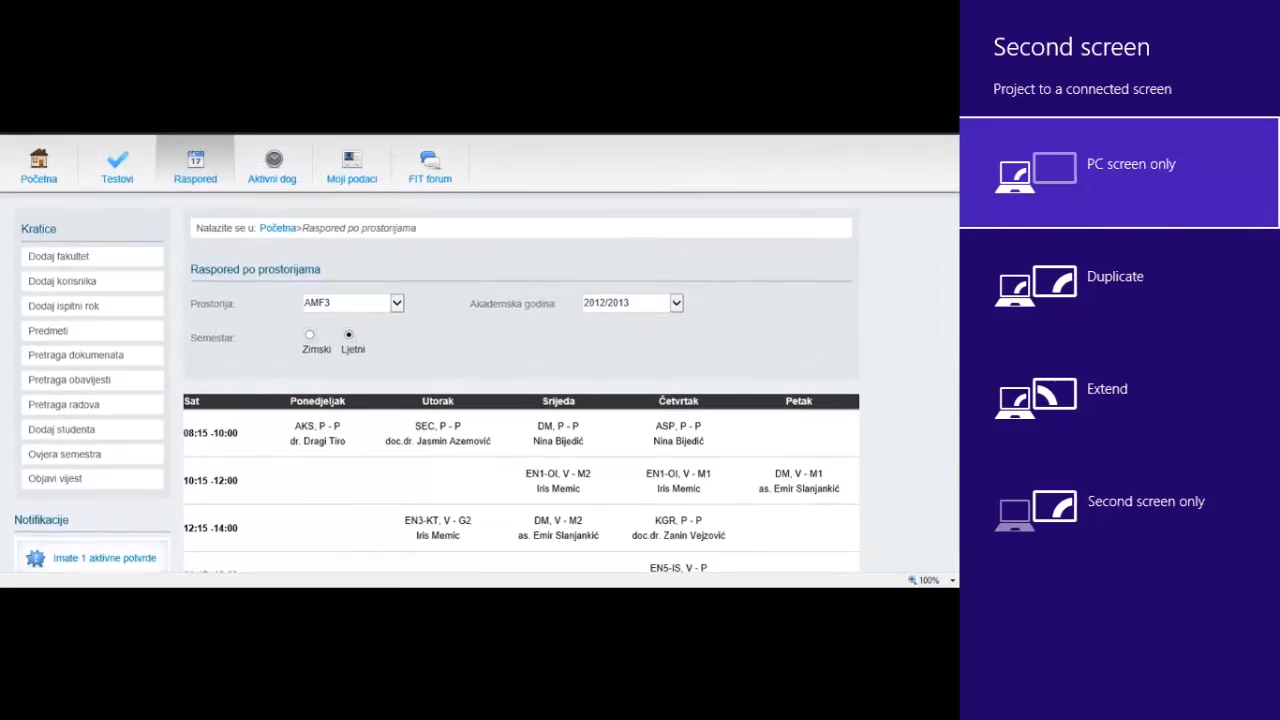 Početna
Testovi
Raspored
Aktivni dog.
Moji podaci
FIT forum
17
Kratice
Dodaj fakultet
Dodaj korisnika
Dodaj ispitni rok
Predmeti
Pretraga dokumenata
Pretraga obavijesti
Pretraga radova
Dodaj studenta
Ovjera semestra
Objavi vijest
Notifikacije
Imate 1 aktivne potvrde
Nalazite se u: Početna>Raspored po prostorijama
Raspored po prostorijama
Prostorija: AMF3 Akademska godina: 2012/2013
Semestar:
Zimski Ljetni
Sat Ponedjeljak Utorak Srijeda Četvrtak Petak
08:15 -10:00
AKS, P - P
dr. Dragi Tiro
SEC, P - P
doc.dr. Jasmin Azemović
DM, P - P
Nina Bijedić
ASP, P - P
Nina Bijedić
10:15 -12:00
EN1-OI, V - M2
Iris Memic
EN1-OI, V - M1
Iris Memic
DM, V - M1
as. Emir Slanjankić
12:15 -14:00
EN3-KT, V - G2
Iris Memic
DM, V - M2
as. Emir Slanjankić
KGR, P - P
doc.dr. Zanin Vejzović
EN5-IS, V - P
100%
Second screen
Project to a connected screen
PC screen only
Duplicate
Extend
Second screen only